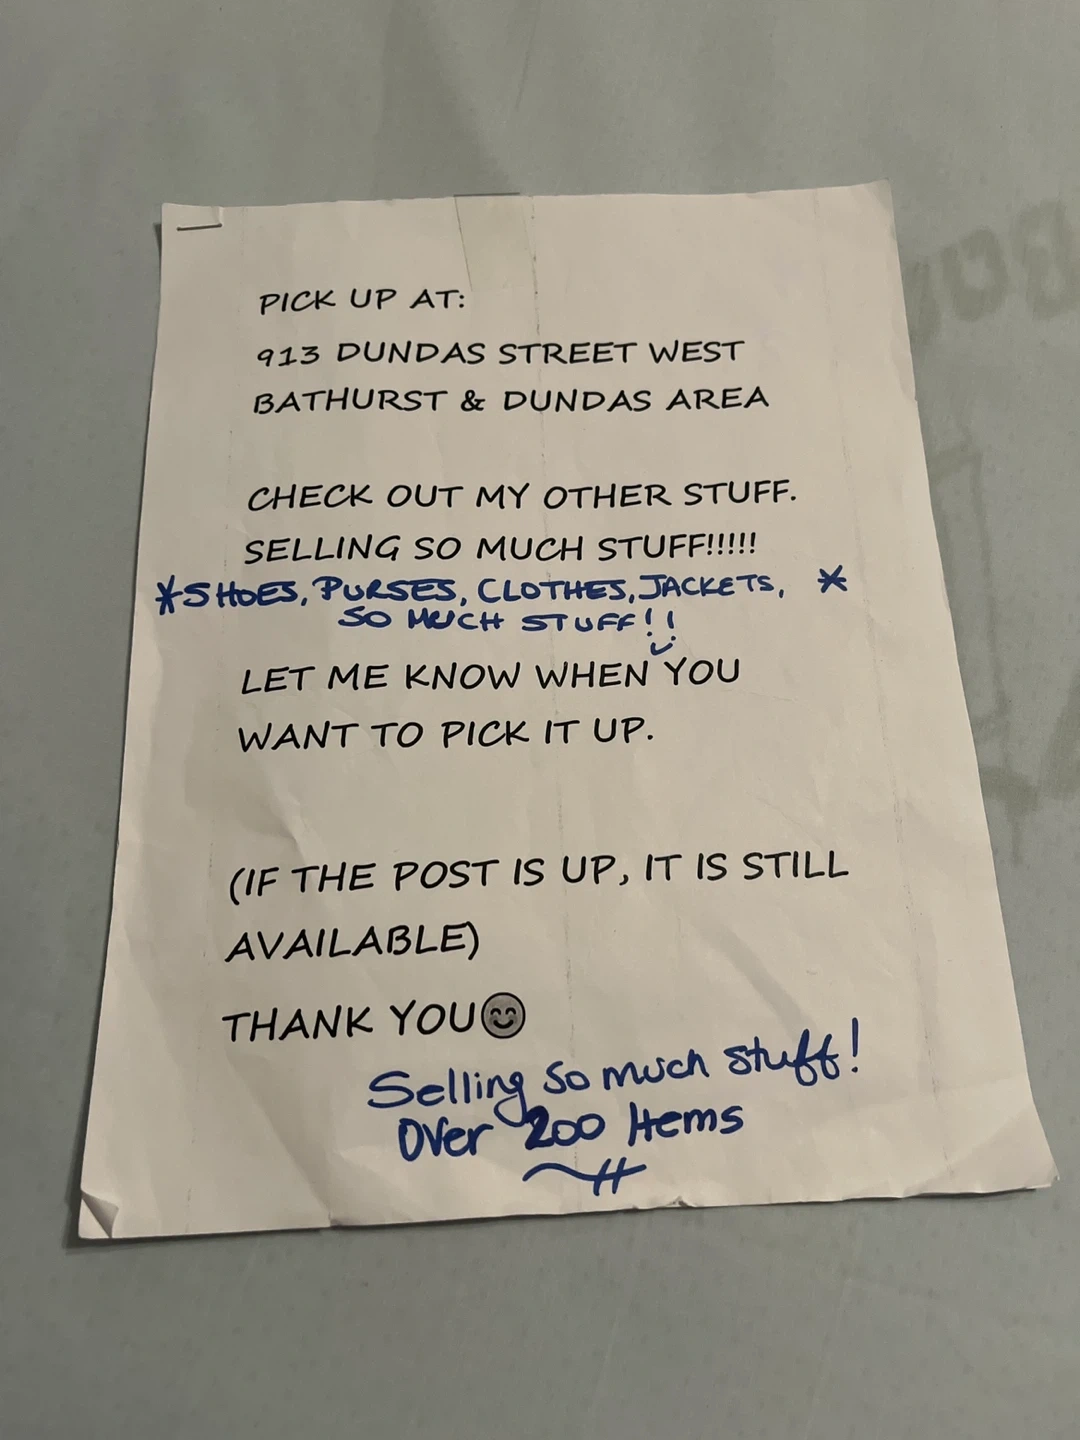 PICK UP AT:
913 DUNDAS STREET WEST
BATHURST & DUNDAS AREA
CHECK OUT MY OTHER STUFF.
SELLING SO MUCH STUFF!!!!!
*SHOES, PURSES, CLOTHES, JACKETS, *
SO MUCH STUFF!!
LET ME KNOW WHEN YOU
WANT TO PICK IT UP.
(IF THE POST IS UP, IT IS STILL
AVAILABLE)
THANK YOU😊
Selling so much stuff!
Over 200 Items